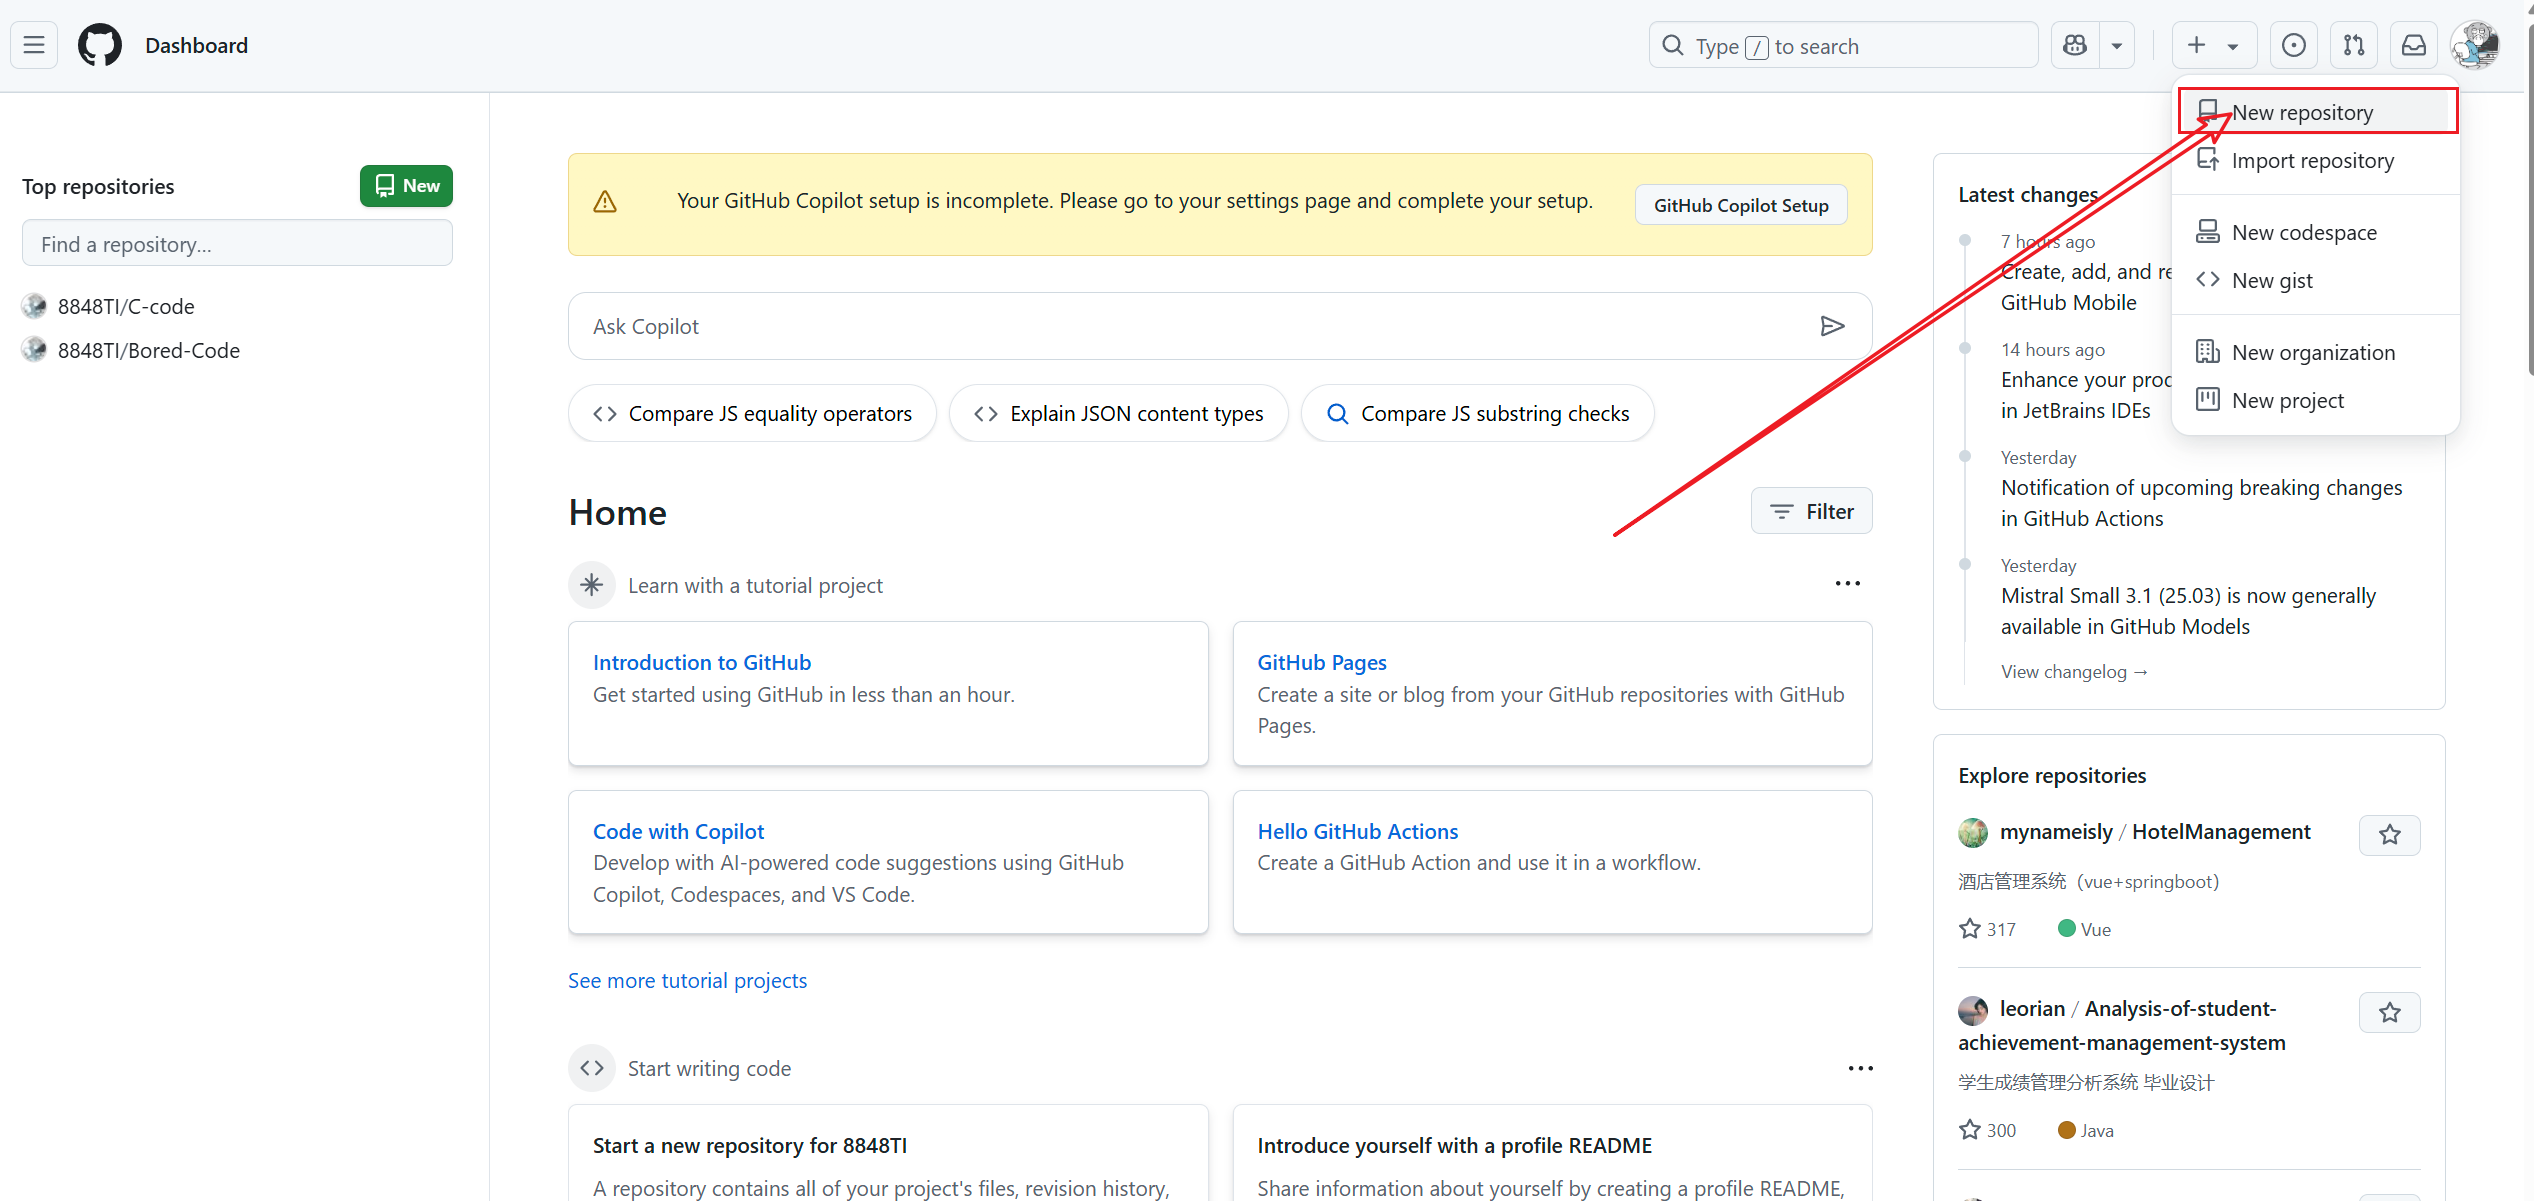 Dashboard
Type / to search
Top repositories
New
Find a repository...
8848TI/C-code
8848TI/Bored-Code
Your GitHub Copilot setup is incomplete. Please go to your settings page and complete your setup.
GitHub Copilot Setup
Ask Copilot
Compare JS equality operators
Explain JSON content types
Compare JS substring checks
Home
Filter
Learn with a tutorial project
Introduction to GitHub
Get started using GitHub in less than an hour.
GitHub Pages
Create a site or blog from your GitHub repositories with GitHub
Pages.
Code with Copilot
Develop with AI-powered code suggestions using GitHub
Copilot, Codespaces, and VS Code.
Hello GitHub Actions
Create a GitHub Action and use it in a workflow.
See more tutorial projects
Start writing code
Start a new repository for 8848TI
A repository contains all of your project's files, revision history,
Introduce yourself with a profile README
Share information about yourself by creating a profile README,
New repository
Import repository
New codespace
New gist
New organization
New project
Latest changes
7 hours ago
Create, add, and
GitHub Mobile
14 hours ago
Enhance your
in JetBrains IDEs
Yesterday
Notification of upcoming breaking changes
in GitHub Actions
Yesterday
Mistral Small 3.1 (25.03) is now generally
available in GitHub Models
View changelog →
Explore repositories
mynameisly / HotelManagement
酒店管理系统（vue+springboot）
317
Vue
leorian / Analysis-of-student-
achievement-management-system
学生成绩管理分析系统 毕业设计
300
Java